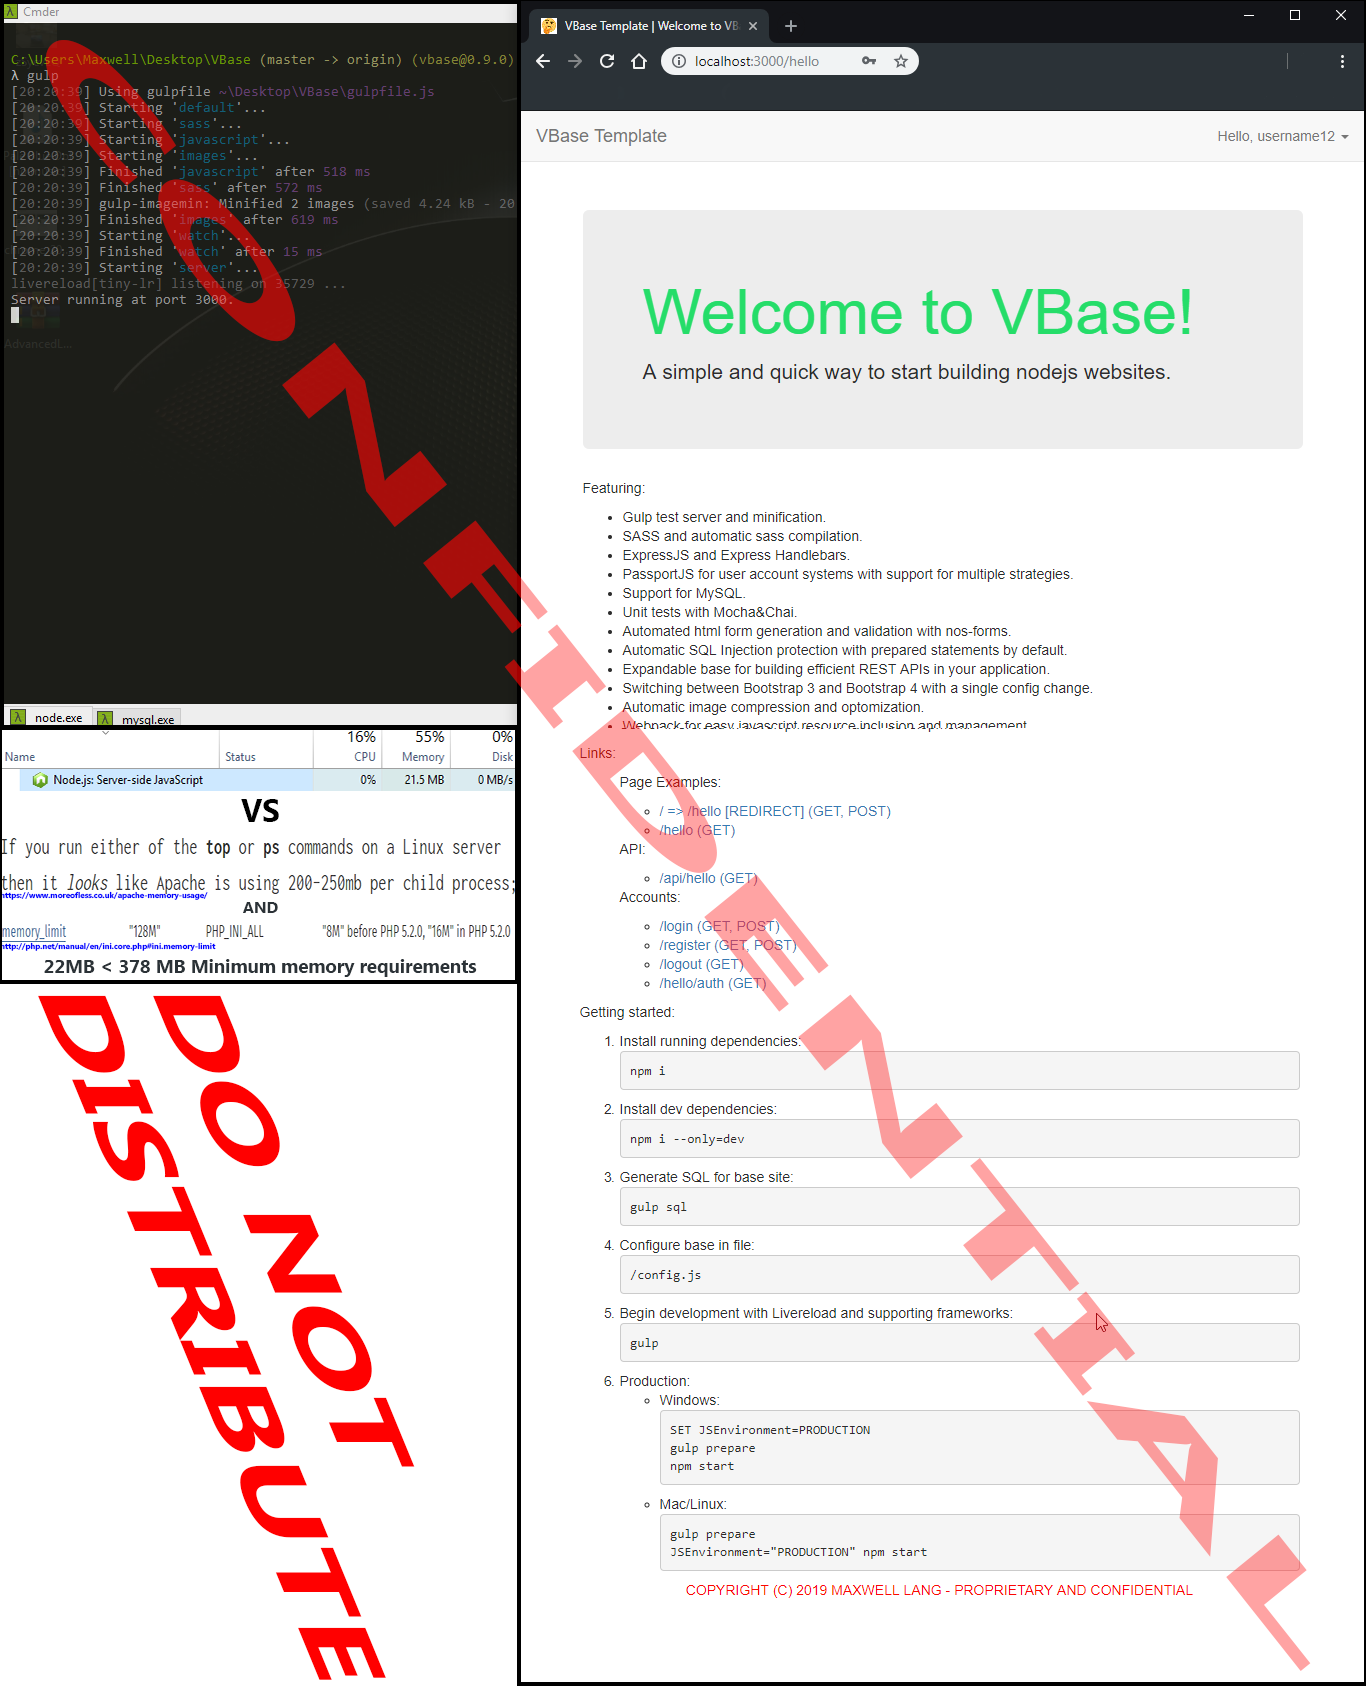 Cmder
C:\Users\Maxwell\Desktop\VBase (master -> origin) (vbase@0.9.0)
λ gulp
[20:20:39] Using gulpfile ~\Desktop\VBase\gulpfile.js
[20:20:39] Starting 'default'...
[20:20:39] Starting 'sass'...
[20:20:39] Starting 'javascript'...
[20:20:39] Starting 'images'...
[20:20:39] Finished 'javascript' after 518 ms
[20:20:39] Finished 'sass' after 572 ms
[20:20:39] gulp-imagemin: Minified 2 images (saved 4.24 kB - 20
[20:20:39] Finished 'images' after 619 ms
[20:20:39] Starting 'watch'...
[20:20:39] Finished 'watch' after 15 ms
[20:20:39] Starting 'server'...
livereload[tiny-lr] listening on 35729 ...
Server running at port 3000.
AdvancedL...
node.exe
mysql.exe
16% 55% 0%
Name Status CPU Memory Disk
Node.js: Server-side JavaScript 0% 21.5 MB 0 MB/s
VS
If you run either of the top or ps commands on a Linux server
then it looks like Apache is using 200-250mb per child process;
https://www.moreofless.co.uk/apache-memory-usage/
AND
memory_limit "128M" PHP_INI_ALL "8M" before PHP 5.2.0, "16M" in PHP 5.2.0
http://php.net/manual/en/ini.core.php#ini.memory-limit
22MB < 378 MB Minimum memory requirements
DO NOT
DISTRIBUTE
CONFIDENTIAL
VBase Template | Welcome to VB
localhost:3000/hello
VBase Template
Hello, username12
Welcome to VBase!
A simple and quick way to start building nodejs websites.
Featuring:
• Gulp test server and minification.
• SASS and automatic sass compilation.
• ExpressJS and Express Handlebars.
• PassportJS for user account systems with support for multiple strategies.
• Support for MySQL.
• Unit tests with Mocha&Chai.
• Automated html form generation and validation with nos-forms.
• Automatic SQL Injection protection with prepared statements by default.
• Expandable base for building efficient REST APIs in your application.
• Switching between Bootstrap 3 and Bootstrap 4 with a single config change.
• Automatic image compression and optomization.
• Webpack for easy javascript resource inclusion and management
Links:
Page Examples:
/ => /hello [REDIRECT] (GET, POST)
/hello (GET)
API:
/api/hello (GET)
Accounts:
/login (GET, POST)
/register (GET, POST)
/logout (GET)
/hello/auth (GET)
Getting started:
1. Install running dependencies:
npm i
2. Install dev dependencies:
npm i --only=dev
3. Generate SQL for base site:
gulp sql
4. Configure base in file:
/config.js
5. Begin development with Livereload and supporting frameworks:
gulp
6. Production:
Windows:
SET JSEnvironment=PRODUCTION
gulp prepare
npm start
Mac/Linux:
gulp prepare
JSEnvironment="PRODUCTION" npm start
COPYRIGHT (C) 2019 MAXWELL LANG - PROPRIETARY AND CONFIDENTIAL